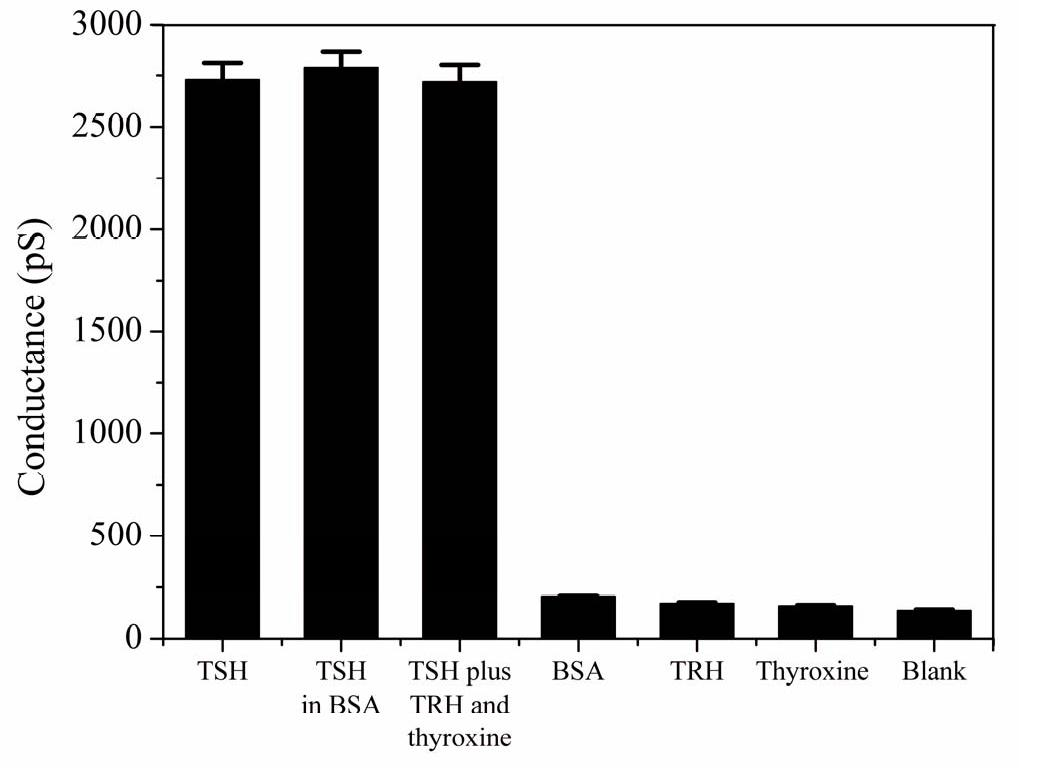 3000
2500
2000
1500
1000
500
0
Conductance (pS)
TSH
TSH
in BSA
TSH plus
TRH and
thyroxine
BSA
TRH
Thyroxine
Blank